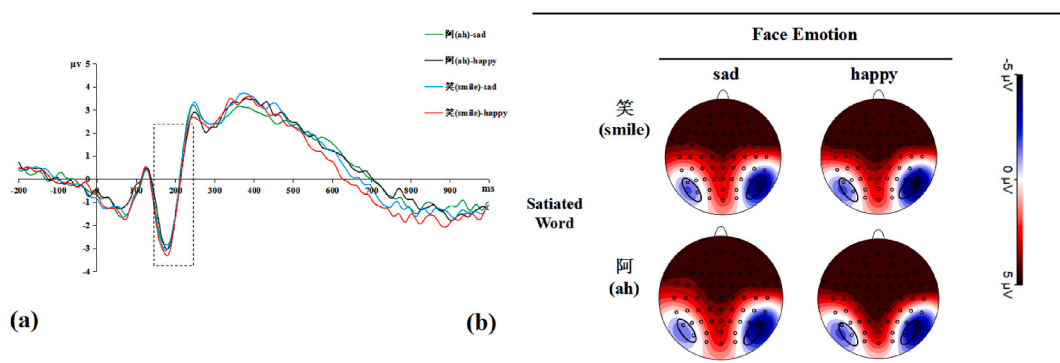 阿(ah)-sad
阿(ah)-happy
笑(smile)-sad
笑(smile)-happy
μv
5
4
3
2
1
0
-1
-2
-3
-4
-200
-100
0
100
200
300
400
500
600
700
800
900
ms
(a)
(b)
Face Emotion
sad
happy
笑
(smile)
Satiated
Word
阿
(ah)
-5 μV
0 μV
5 μV